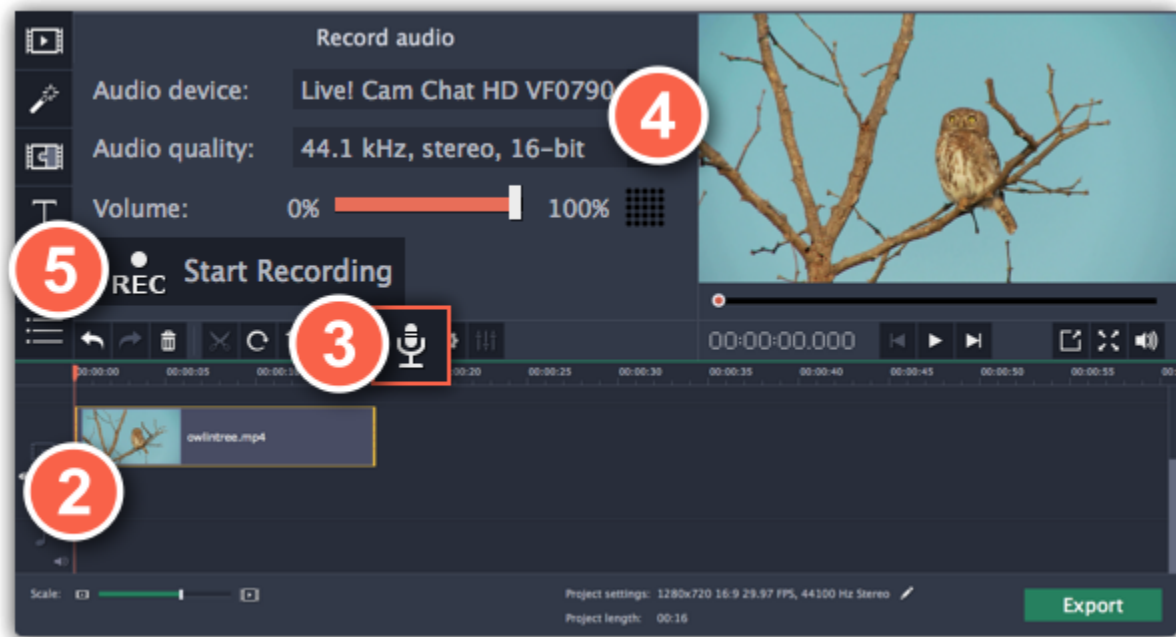 Record audio
Audio device: Live! Cam Chat HD VF0790
4
Audio quality: 44.1 kHz, stereo, 16-bit
T
Volume: 0% 100%
5
REC Start Recording
3
00:00:00.000
00:00:00 00:00:05 00:00:20 00:00:25 00:00:30 00:00:35 00:00:40 00:00:45 00:00:50 00:00:55
owlintree.mp4
2
Scale:
Project settings: 1280x720 16:9 29.97 FPS, 44100 Hz Stereo
Project length: 00:16
Export